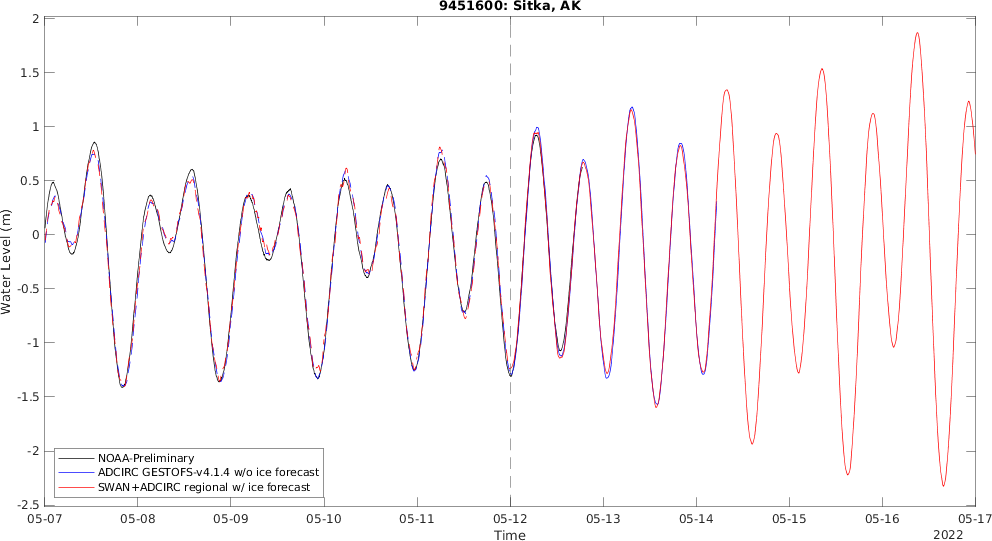 9451600: Sitka, AK
2
1.5
1
0.5
0
-0.5
-1
-1.5
-2
-2.5
Water Level (m)
NOAA-Preliminary
ADCIRC GESTOFS-v4.1.4 w/o ice forecast
SWAN+ADCIRC regional w/ ice forecast
05-07 05-08 05-09 05-10 05-11 05-12 05-13 05-14 05-15 05-16 05-17
Time
2022